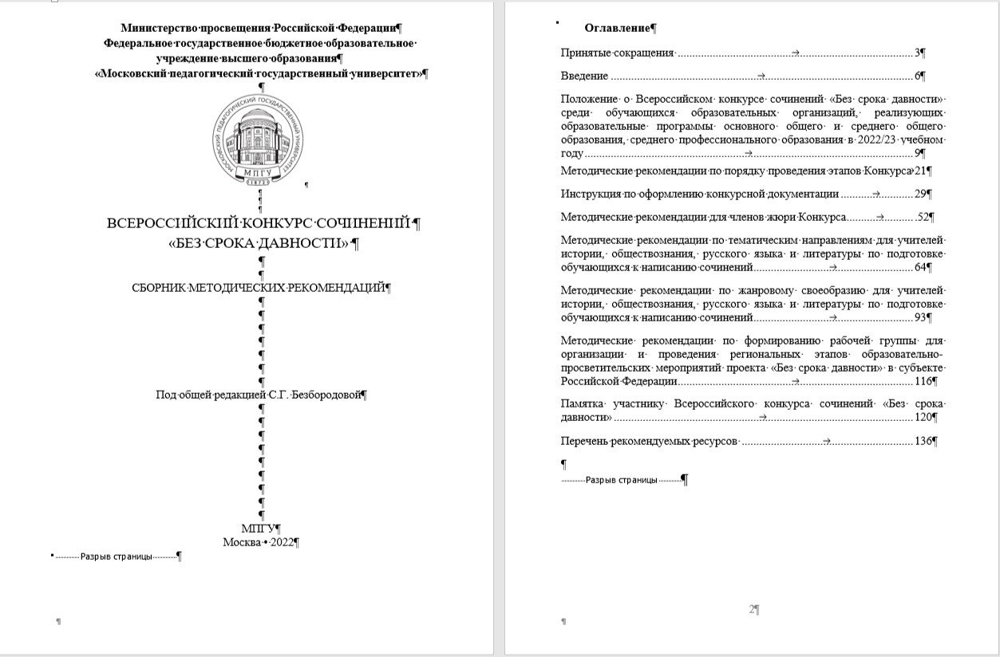 Министерство просвещения Российской Федерации¶
Федеральное государственное бюджетное образовательное
учреждение высшего образования¶
«Московский педагогический государственный университет»¶
¶
МОСКОВСКИЙ ПЕДАГОГИЧЕСКИЙ ГОСУДАРСТВЕННЫЙ УНИВЕРСИТЕТ
МПГУ
1872
¶
¶
¶
¶
ВСЕРОССИЙСКИЙ КОНКУРС СОЧИНЕНИЙ ¶
«БЕЗ СРОКА ДАВНОСТИ» ¶
¶
¶
СБОРНИК МЕТОДИЧЕСКИХ РЕКОМЕНДАЦИЙ¶
¶
¶
¶
¶
¶
¶
¶
Под общей редакцией С.Г. Безбородовой¶
¶
¶
¶
¶
¶
¶
¶
¶
¶
МПГУ¶
Москва • 2022¶
Разрыв страницы¶
¶
Оглавление¶
Принятые сокращения ... → ... 3¶
Введение ... → ... 6¶
Положение о Всероссийском конкурсе сочинений «Без срока давности»
среди обучающихся образовательных организаций, реализующих
образовательные программы основного общего и среднего общего
образования, среднего профессионального образования в 2022/23 учебном
году ... → ... 9¶
Методические рекомендации по порядку проведения этапов Конкурса 21¶
Инструкция по оформлению конкурсной документации ... → ... 29¶
Методические рекомендации для членов жюри Конкурса ... → ... 52¶
Методические рекомендации по тематическим направлениям для учителей
истории, обществознания, русского языка и литературы по подготовке
обучающихся к написанию сочинений ... → ... 64¶
Методические рекомендации по жанровому своеобразию для учителей
истории, обществознания, русского языка и литературы по подготовке
обучающихся к написанию сочинений ... → ... 93¶
Методические рекомендации по формированию рабочей группы для
организации и проведения региональных этапов образовательно-
просветительских мероприятий проекта «Без срока давности» в субъекте
Российской Федерации ... → ... 116¶
Памятка участнику Всероссийского конкурса сочинений «Без срока
давности» ... → ... 120¶
Перечень рекомендуемых ресурсов ... → ... 136¶
¶
Разрыв страницы¶
2¶
¶